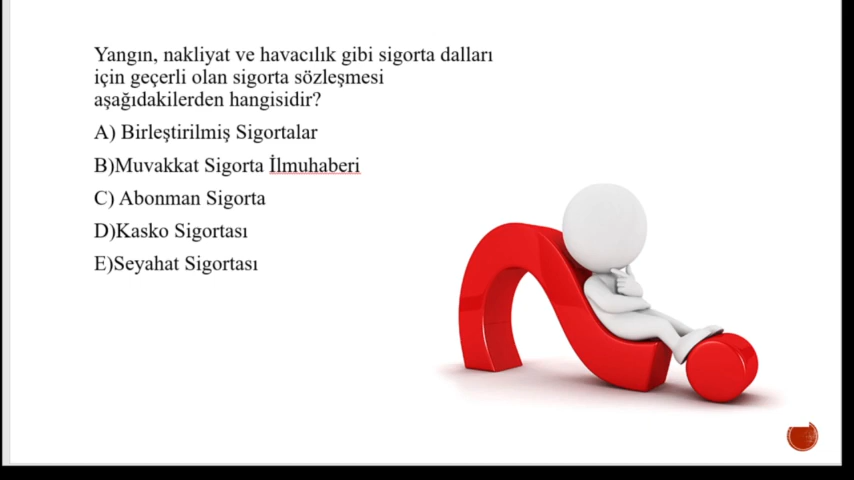 Yangın, nakliyat ve havacılık gibi sigorta dalları
için geçerli olan sigorta sözleşmesi
aşağıdakilerden hangisidir?
A) Birleştirilmiş Sigortalar
B)Muvakkat Sigorta İlmuhaberi
C) Abonman Sigorta
D)Kasko Sigortası
E)Seyahat Sigortası